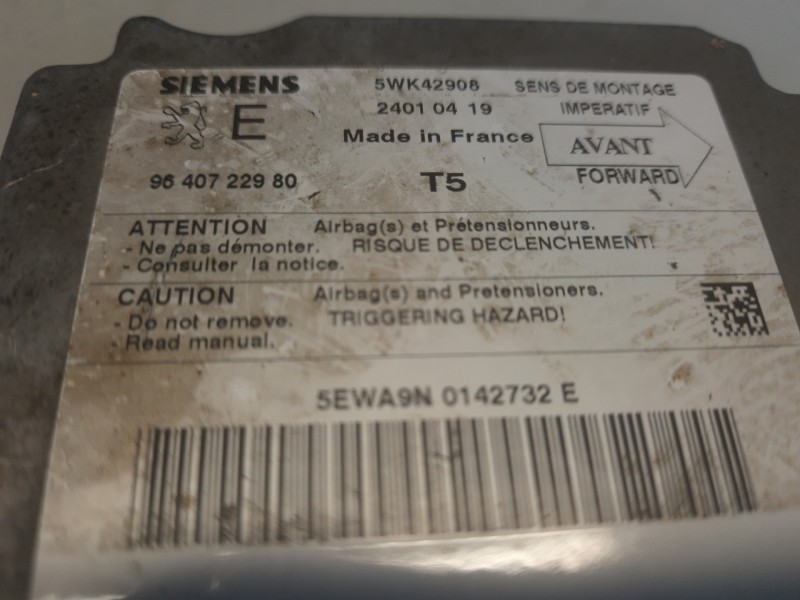 SIEMENS 5WK42908 SENS DE MONTAGE
E 2401 04 19 IMPERATIF
Made in France AVANT
96 407 229 80 T5 FORWARD
ATTENTION Airbag(s) et Prétensionneurs.
- Ne pas démonter. RISQUE DE DECLENCHEMENT!
- Consulter la notice.
CAUTION Airbag(s) and Pretensioners.
- Do not remove. TRIGGERING HAZARD!
- Read manual.
5EWA9N 0142732 E